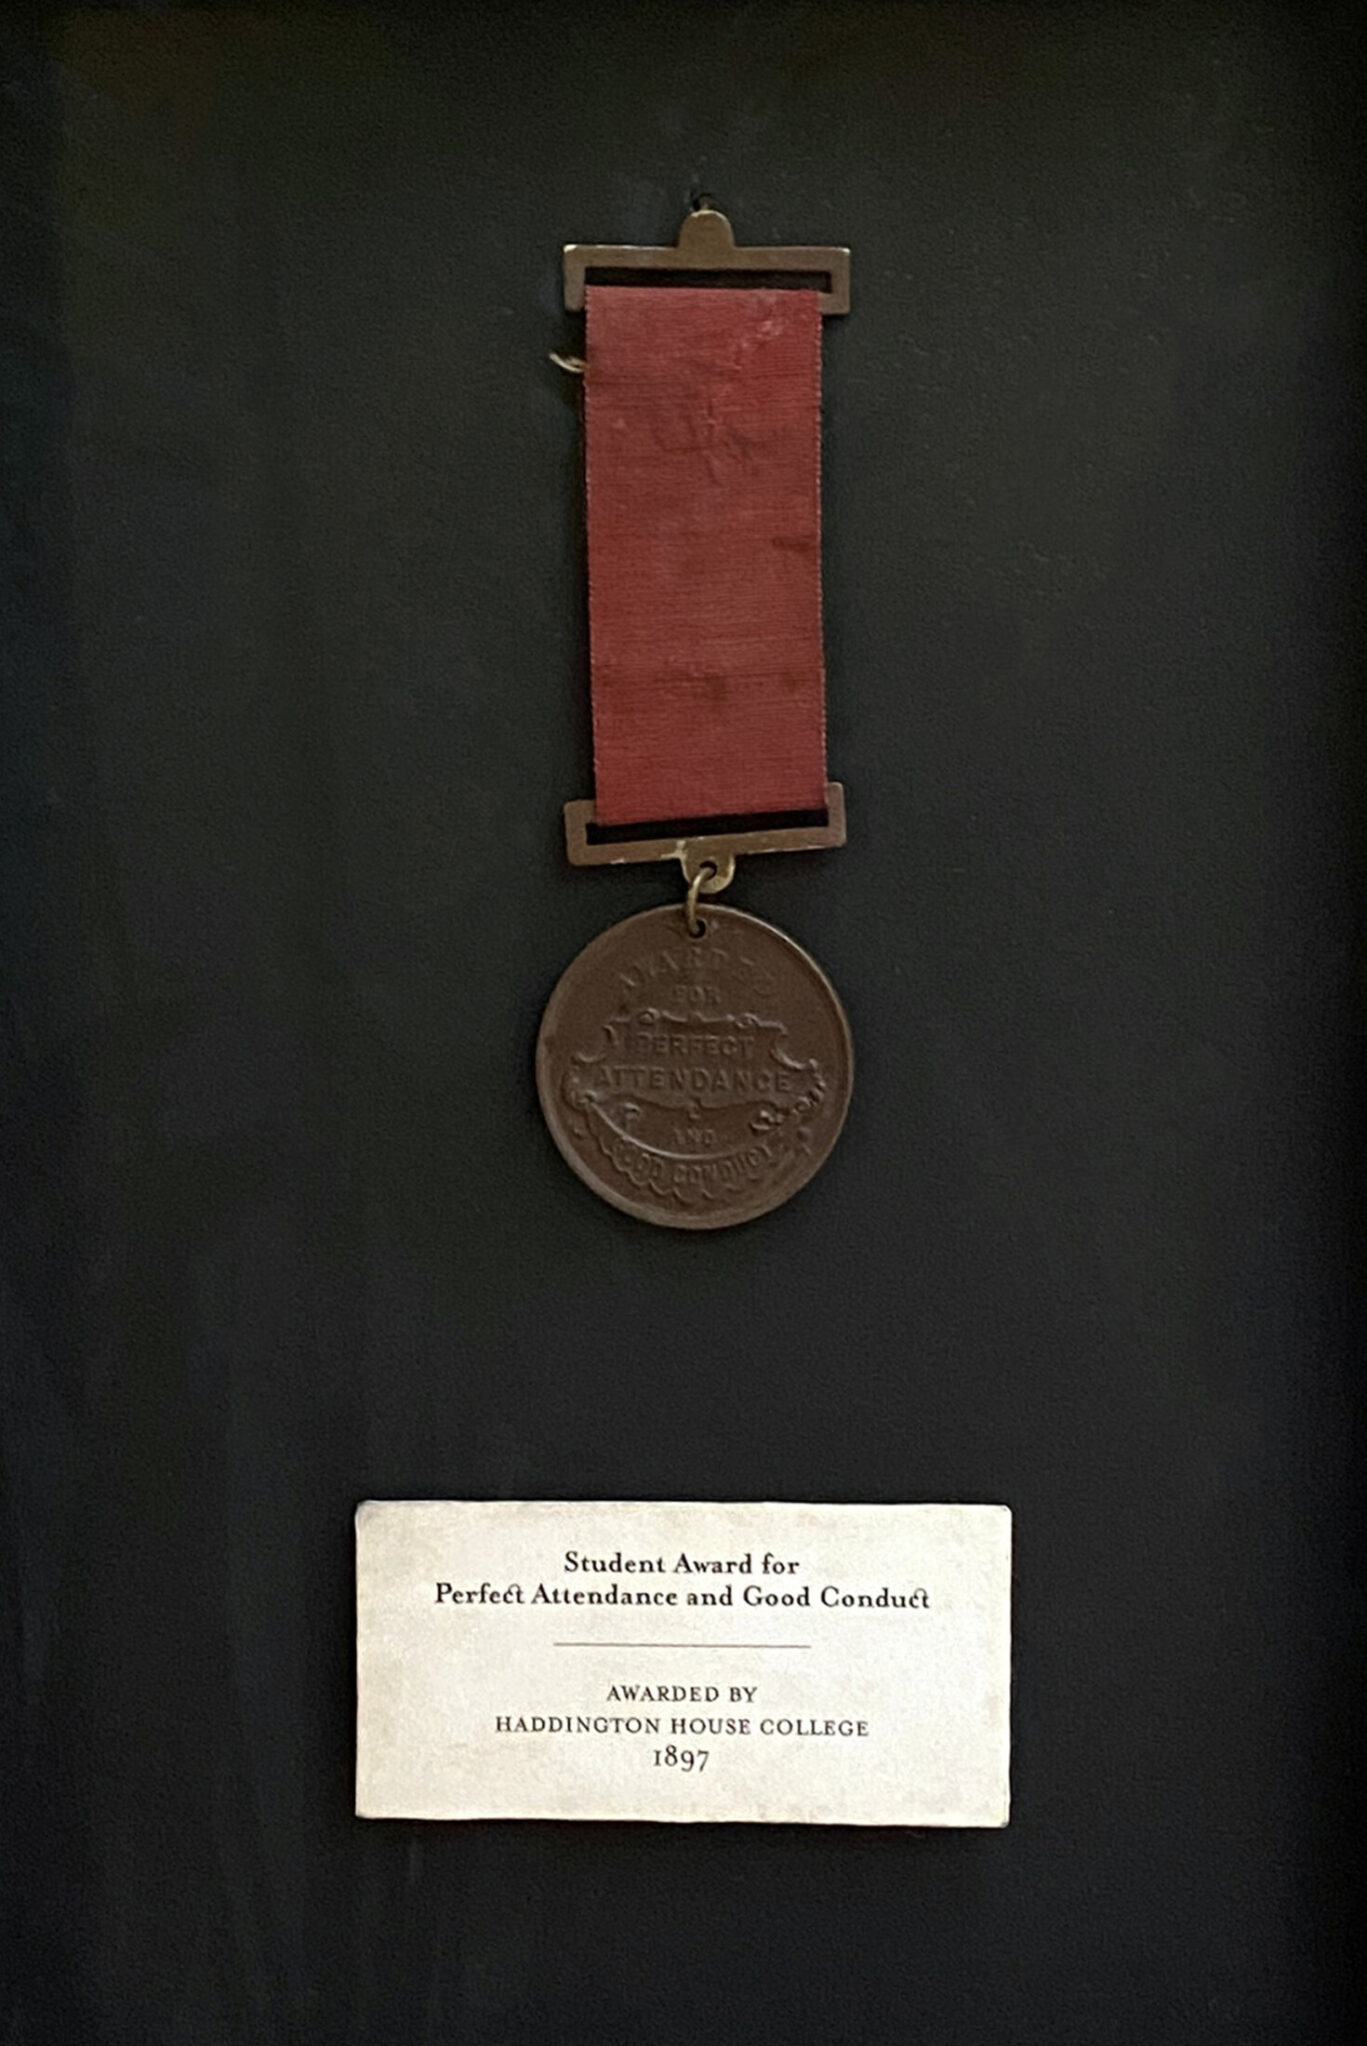 AWARDED
FOR
PERFECT
ATTENDANCE
AND
GOOD CONDUCT
Student Award for
Perfect Attendance and Good Conduct
AWARDED BY
HADDINGTON HOUSE COLLEGE
1897